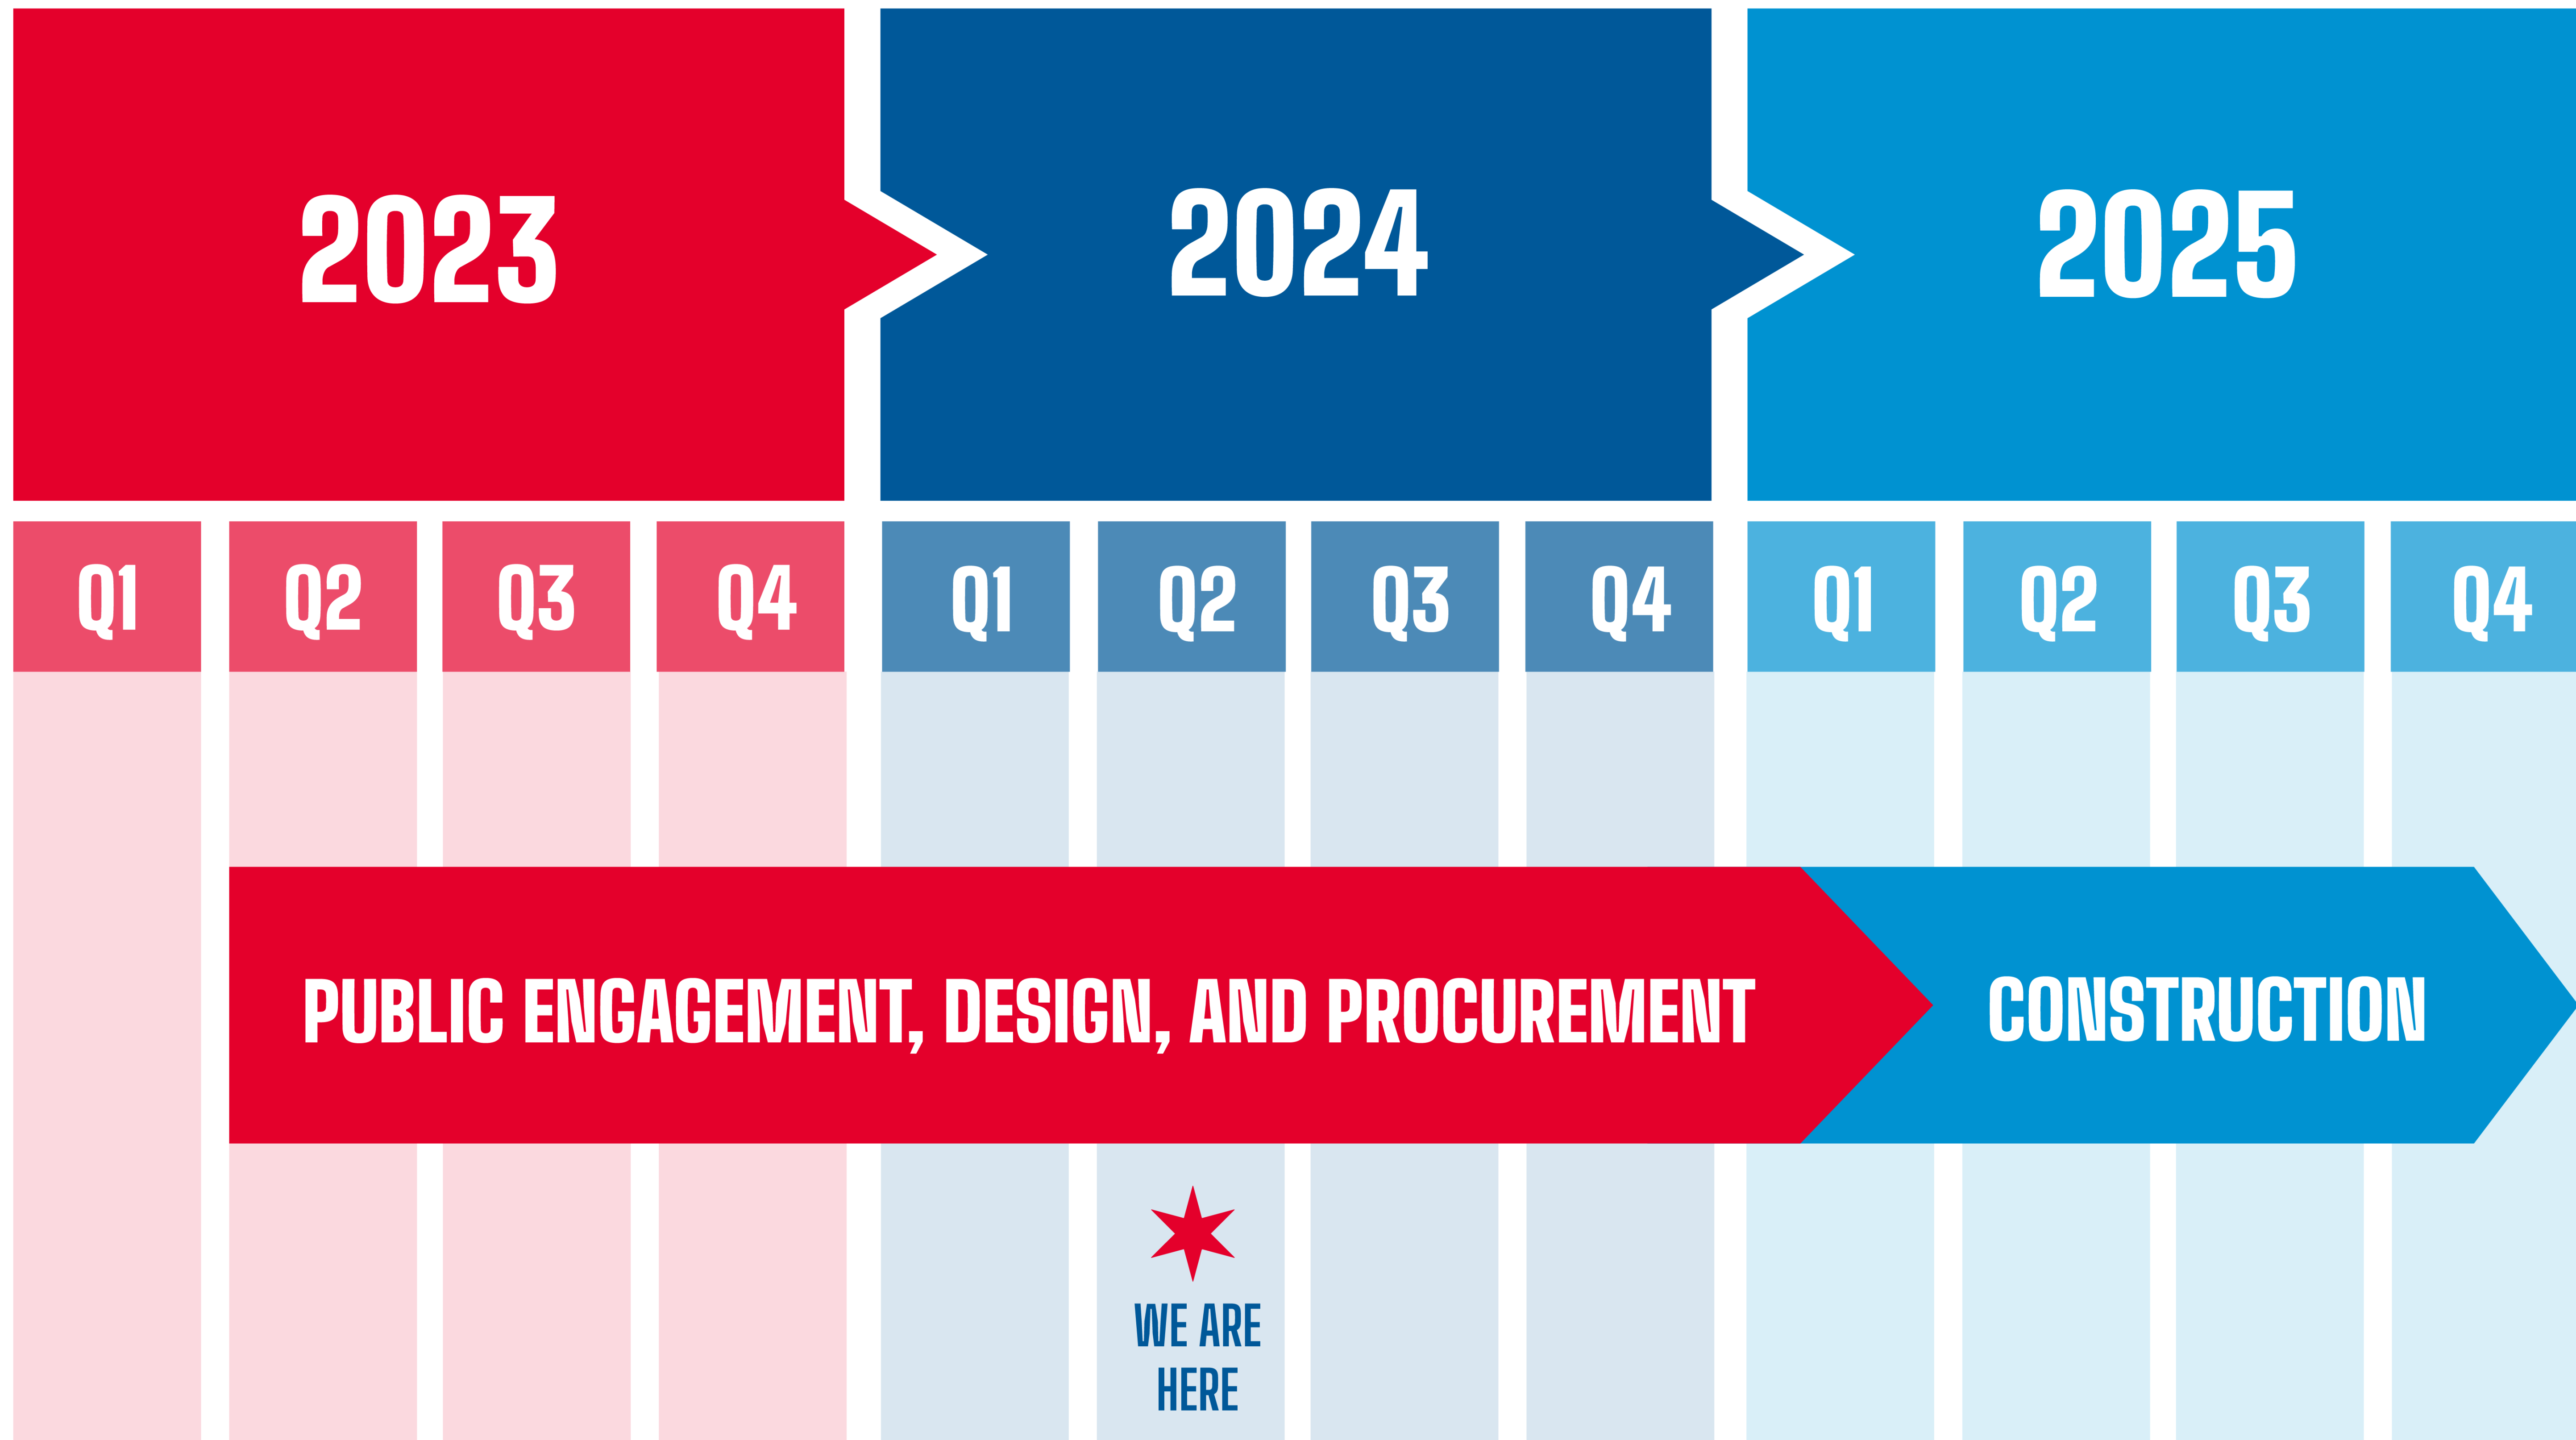 2023 2024 2025
Q1 Q2 Q3 Q4 Q1 Q2 Q3 Q4 Q1 Q2 Q3 Q4
PUBLIC ENGAGEMENT, DESIGN, AND PROCUREMENT CONSTRUCTION
WE ARE
HERE